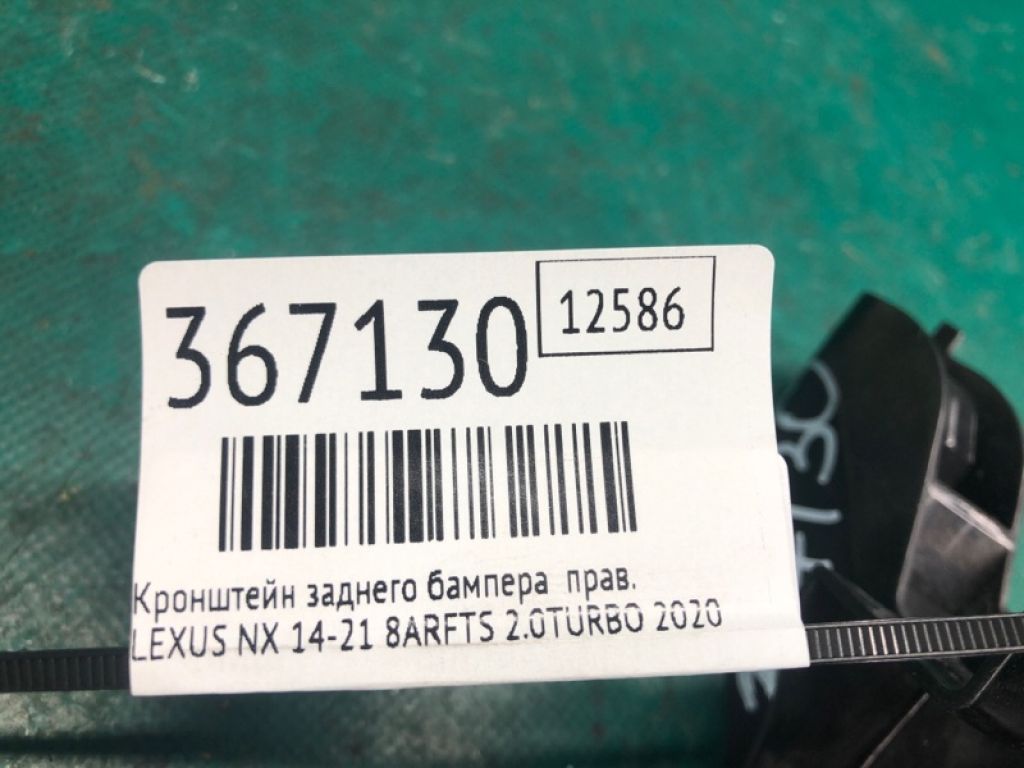 367130
12586
Кронштейн заднего бампера прав.
LEXUS NX 14-21 8ARFTS 2.0TURBO 2020